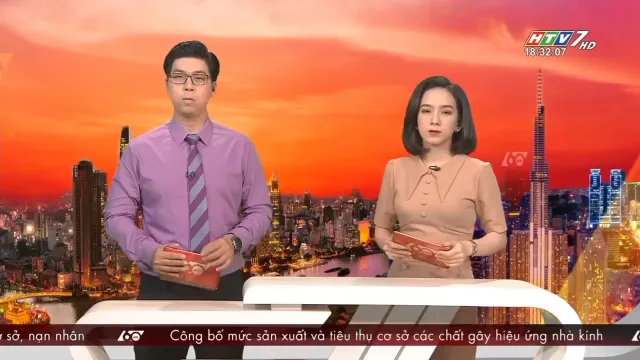 HTV7 HD
18:32:07
ơ sở, nạn nhân 60 Công bố mức sản xuất và tiêu thụ cơ sở các chất gây hiệu ứng nhà kính